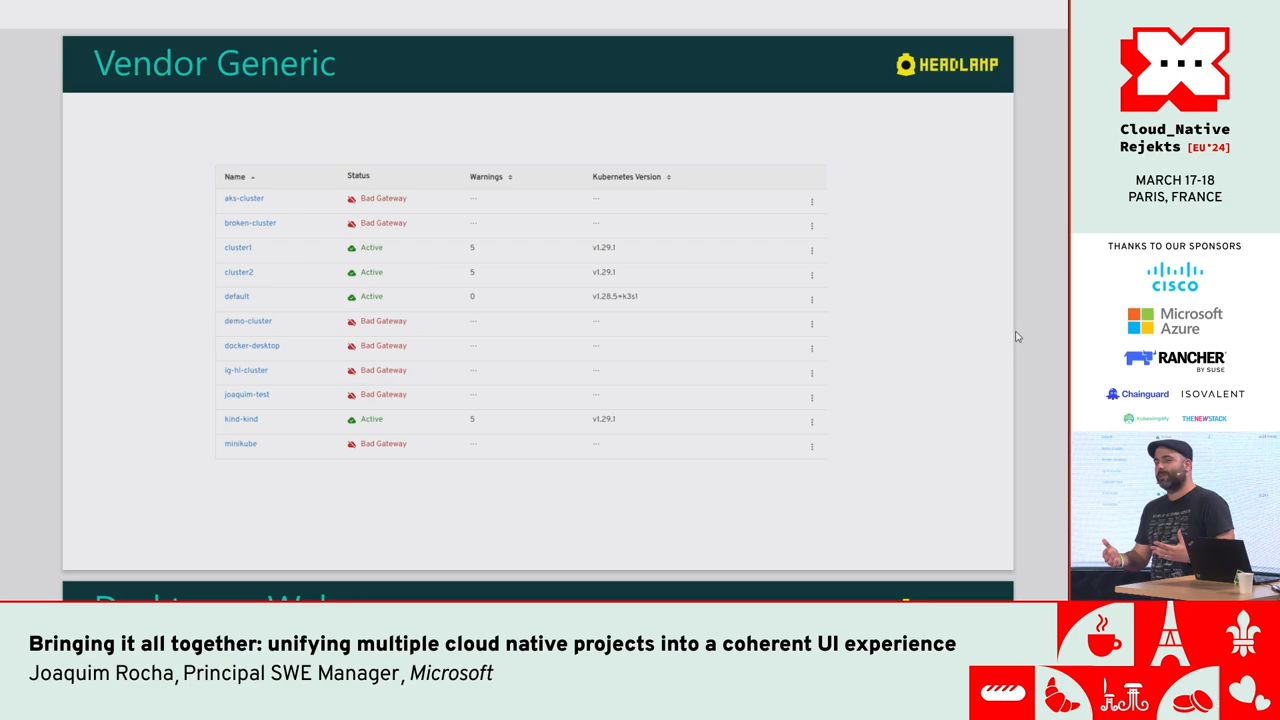 Vendor Generic
HEADLAMP
Name Status Warnings Kubernetes Version
aks-cluster Bad Gateway ... ...
broken-cluster Bad Gateway ... ...
cluster1 Active 5 v1.29.1
cluster2 Active 5 v1.29.1
default Active 0 v1.28.5+k3s1
demo-cluster Bad Gateway ... ...
docker-desktop Bad Gateway ... ...
ig-hl-cluster Bad Gateway ... ...
joaquim-test Bad Gateway ... ...
kind-kind Active 5 v1.29.1
minikube Bad Gateway ... ...
Cloud_Native
Rejekts [EU'24]
MARCH 17-18
PARIS, FRANCE
THANKS TO OUR SPONSORS
CISCO
Microsoft
Azure
RANCHER
BY SUSE
Chainguard ISOVALENT
Kubesimplify THENEWSTACK
Bringing it all together: unifying multiple cloud native projects into a coherent UI experience
Joaquim Rocha, Principal SWE Manager, Microsoft